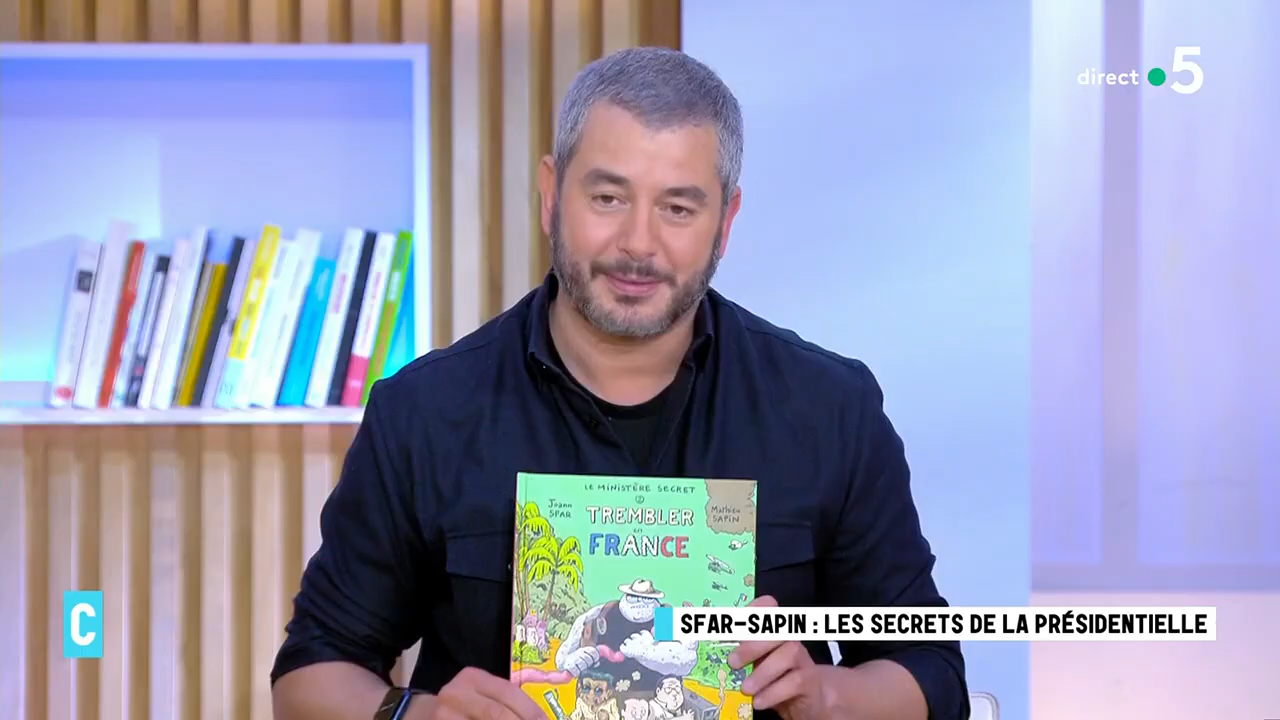 direct 5
LE MINISTÈRE SECRET
2
Joann
SFAR
Mathieu
SAPIN
TREMBLER
en
FRANCE
C
SFAR-SAPIN : LES SECRETS DE LA PRÉSIDENTIELLE